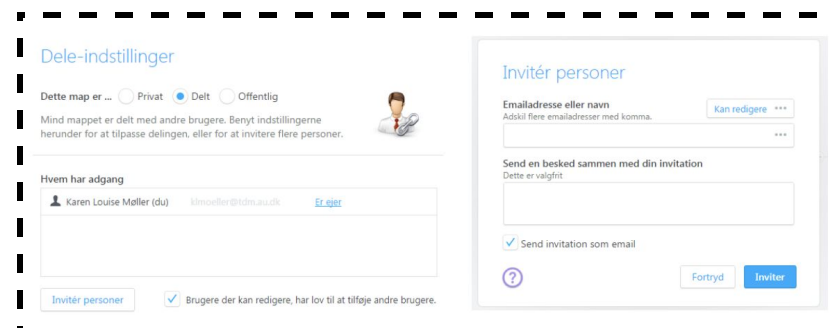 Dele-indstillinger
Dette map er ... Privat Delt Offentlig
Mind mappet er delt med andre brugere. Benyt indstillingerne
herunder for at tilpasse delingen, eller for at invitere flere personer.
Hvem har adgang
Karen Louise Møller (du) klmoeller@tdm.au.dk Er ejer
Invitér personer Brugere der kan redigere, har lov til at tilføje andre brugere.
Invitér personer
Emailadresse eller navn
Adskil flere emailadresser med komma.
Kan redigere
Send en besked sammen med din invitation
Dette er valgfrit
Send invitation som email
Fortryd Inviter